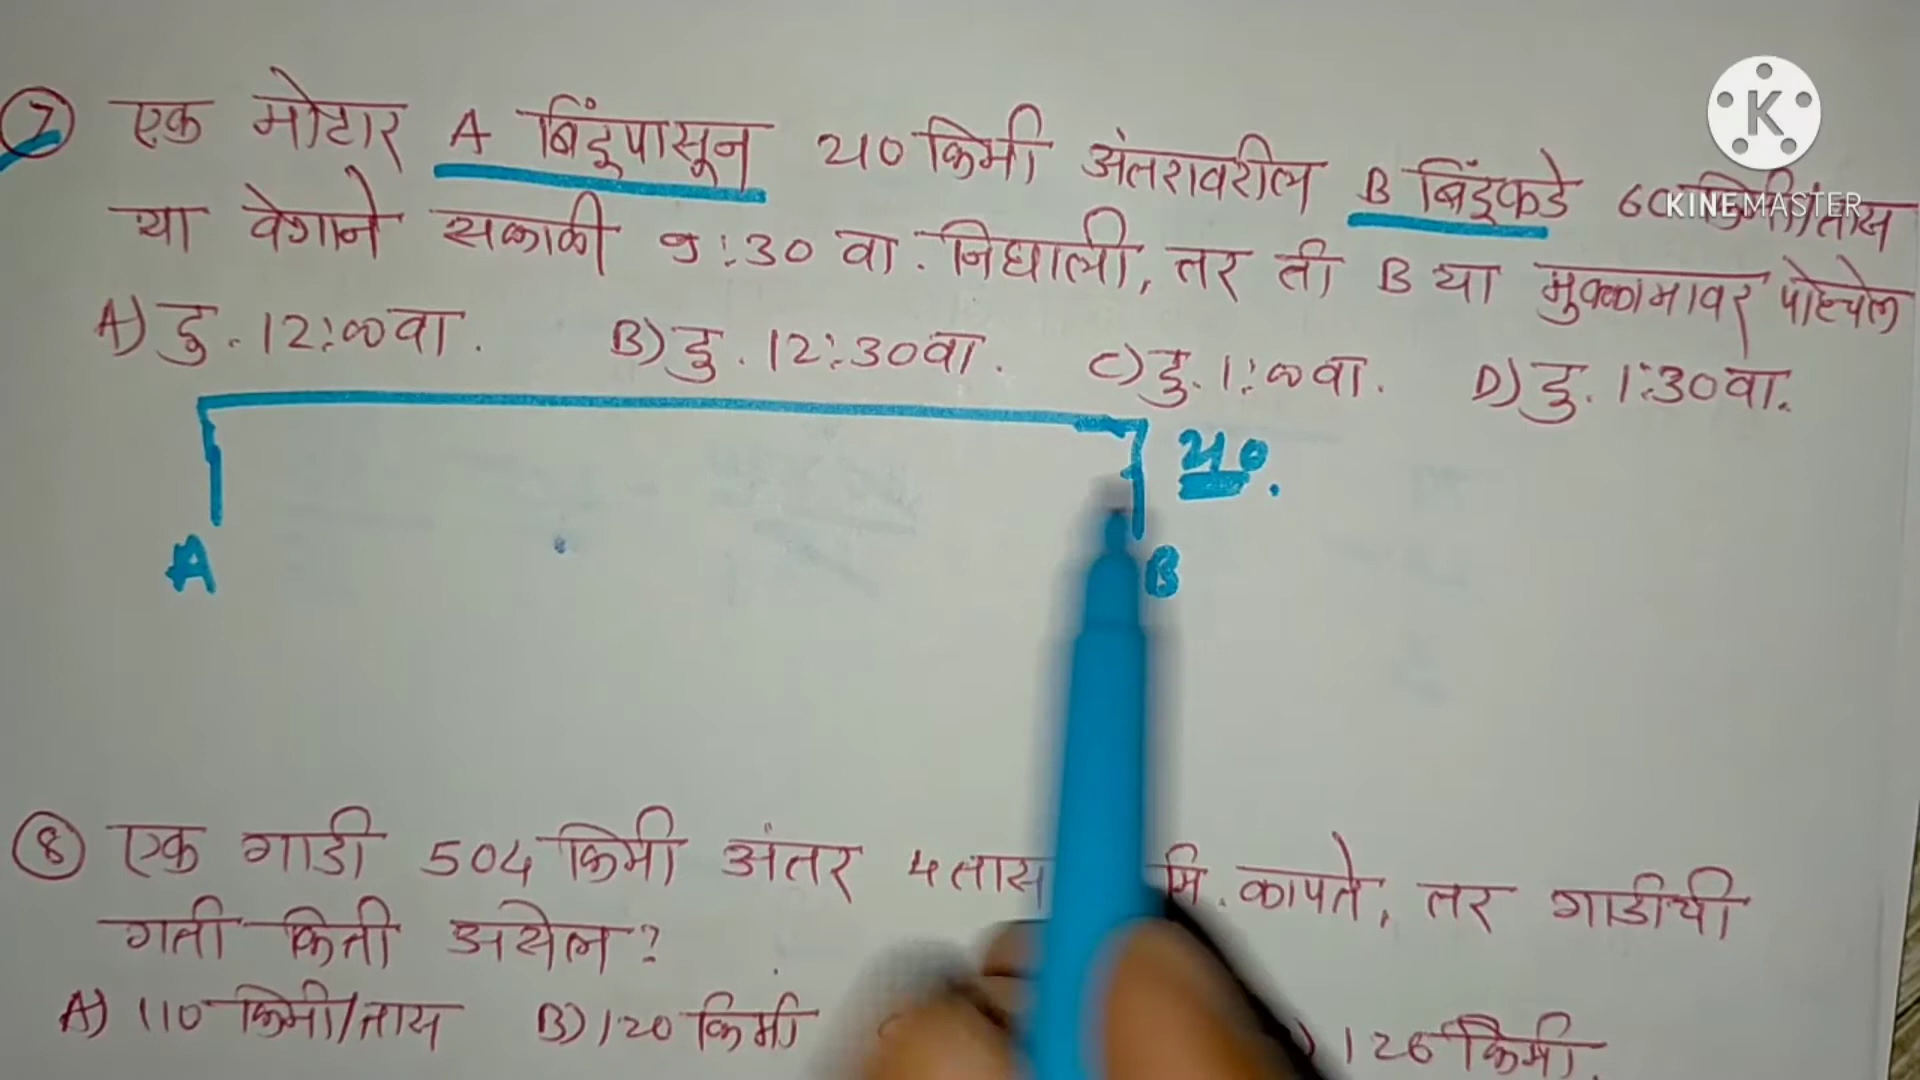 7 एक मोटार A बिंदूपासून 240 किमी अंतरावरील B बिंदूकडे 60 किमी/तास
या वेगाने सकाळी 9:30 वा. निघाली, तर ती B या मुक्कामावर पोहचेल
A) दु. 12:00 वा. B) दु. 12:30 वा. C) दु. 1:00 वा. D) दु. 1:30 वा.
240.
A B
8 एक गाडी 504 किमी अंतर 4 तास मि. कापते, तर गाडीची
गती किती असेल?
A) 110 किमी/तास B) 120 किमी ) 126 किमी.
K
KINEMASTER